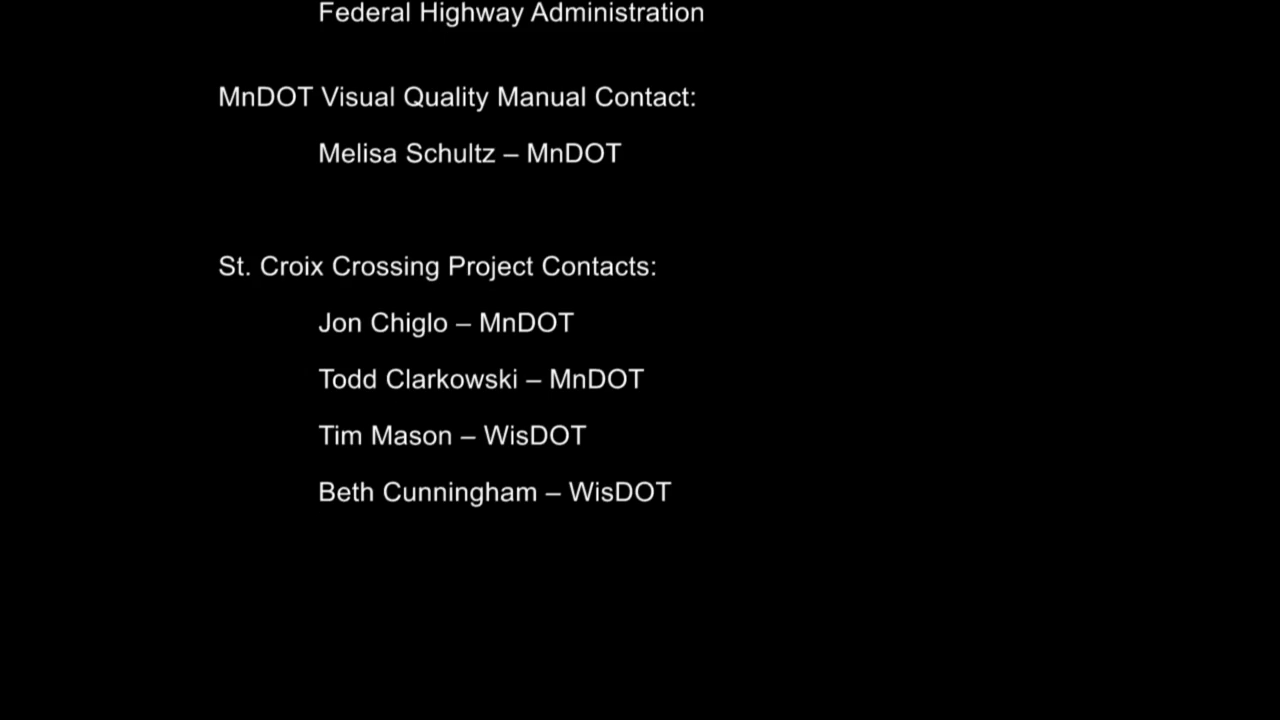 Federal Highway Administration
MnDOT Visual Quality Manual Contact:
Melisa Schultz – MnDOT
St. Croix Crossing Project Contacts:
Jon Chiglo – MnDOT
Todd Clarkowski – MnDOT
Tim Mason – WisDOT
Beth Cunningham – WisDOT